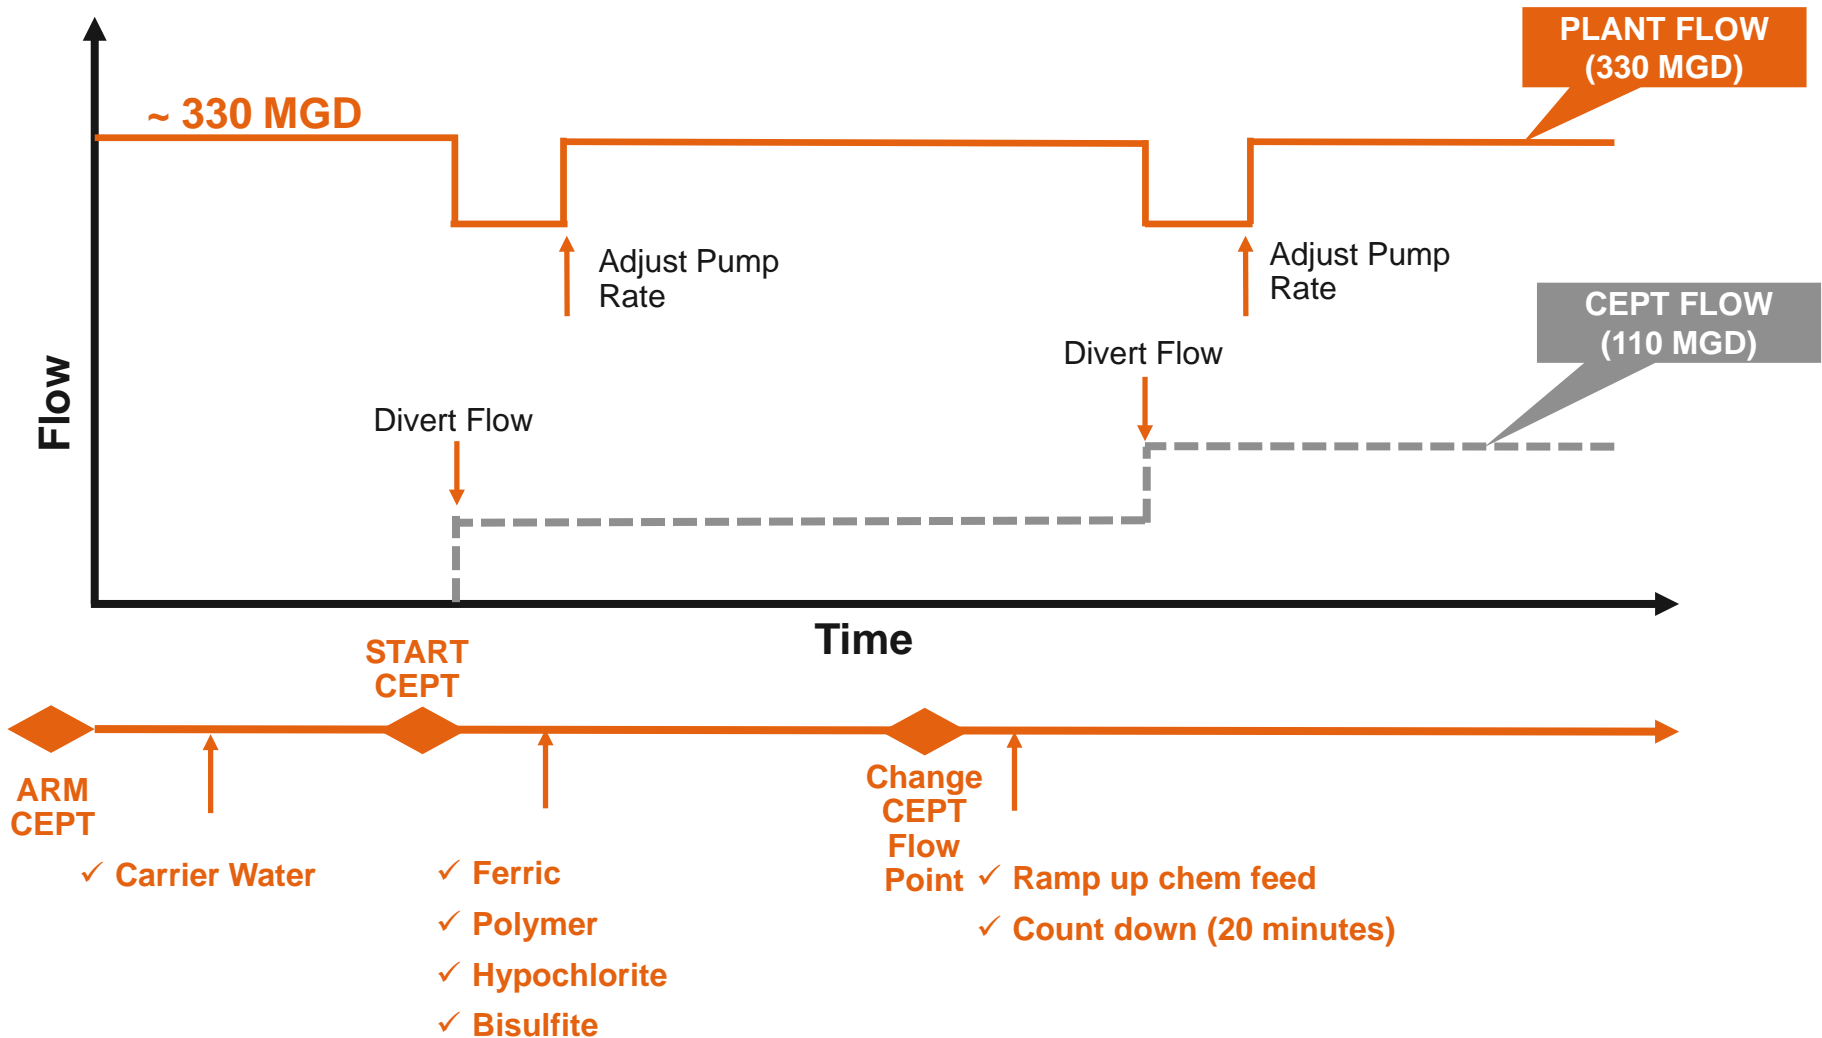 PLANT FLOW
(330 MGD)
~ 330 MGD
Adjust Pump
Rate
Adjust Pump
Rate
CEPT FLOW
(110 MGD)
Divert Flow
Divert Flow
Flow
Time
START
CEPT
ARM
CEPT
Change
CEPT
Flow
Point
✓ Carrier Water
✓ Ferric
✓ Polymer
✓ Hypochlorite
✓ Bisulfite
✓ Ramp up chem feed
✓ Count down (20 minutes)